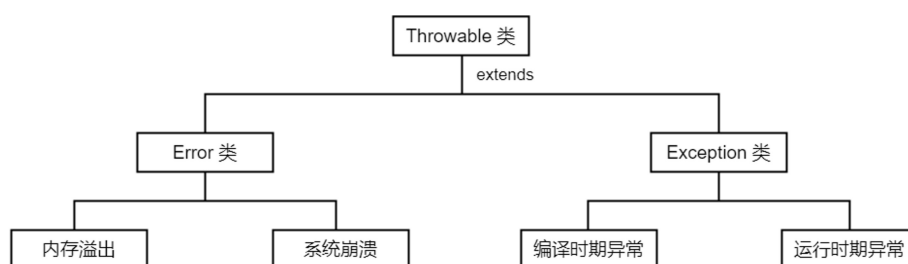 Throwable 类
extends
Error 类
Exception 类
内存溢出
系统崩溃
编译时期异常
运行时期异常